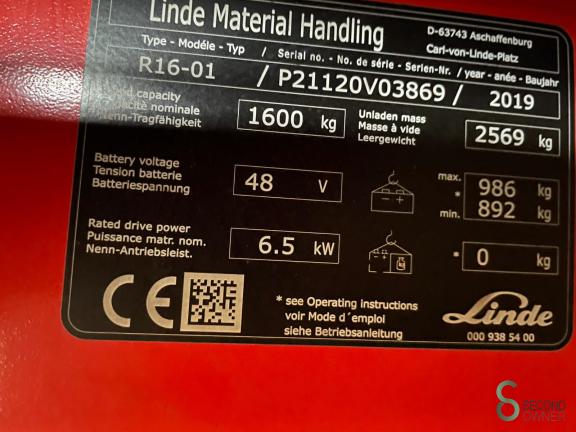 Linde Material Handling
D-63743 Aschaffenburg
Carl-von-Linde-Platz
Type - Modéle - Typ / Serial no. - No. de série - Serien-Nr. / year - anée - Baujahr
R16-01 / P21120V03869 / 2019
capacity
nominale
Nenn-Tragfähigkeit
1600 kg
Unladen mass
Masse à vide
Leergewicht
2569 kg
Battery voltage
Tension batterie
Batteriespannung
48 V
- +
max.
*
min.
986 kg
892 kg
Rated drive power
Puissance matr. nom.
Nenn-Antriebsleist.
6.5 kW
* 0 kg
CE
* see Operating instructions
voir Mode d´emploi
siehe Betriebsanleitung
Linde
000 938 54 00
SECOND
OWNER